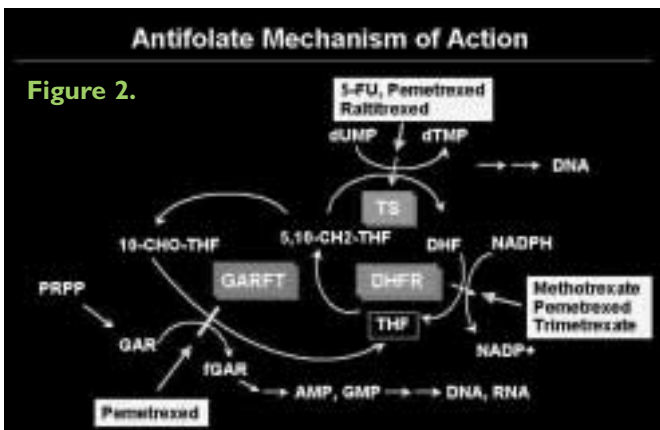 Antifolate Mechanism of Action
Figure 2.
5-FU, Pemetrexed
Raltitrexed
dUMP
dTMP
DNA
TS
10-CHO-THF
5,10-CH2-THF
DHF
NADPH
GARFT
DHFR
PRPP
Methotrexate
Pemetrexed
Trimetrexate
THF
GAR
NADP+
fGAR
AMP, GMP
DNA, RNA
Pemetrexed